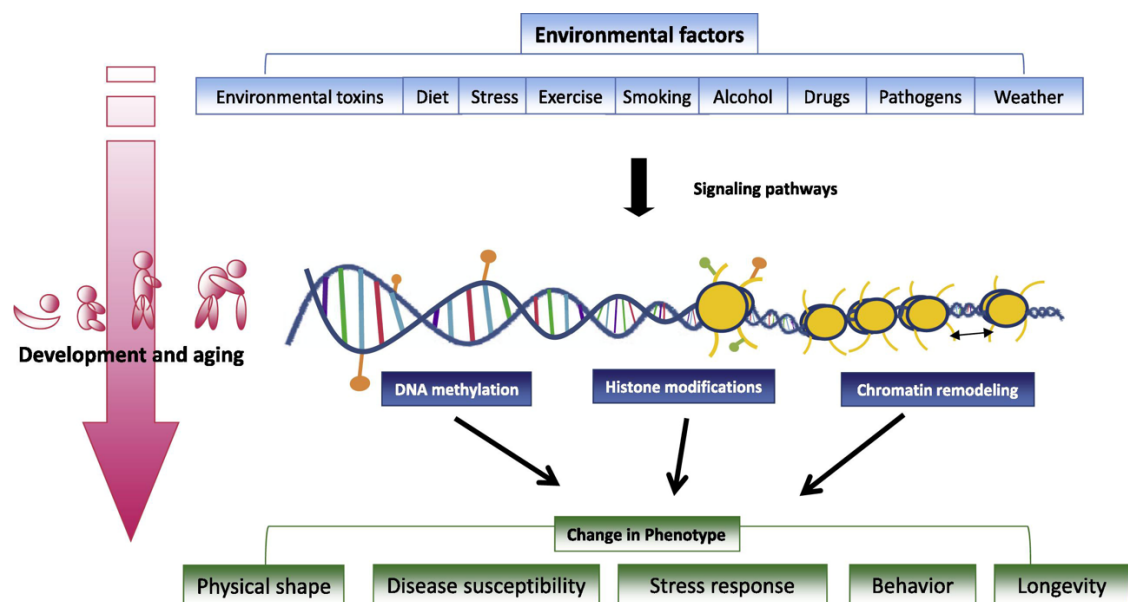 Environmental factors
Environmental toxins
Diet
Stress
Exercise
Smoking
Alcohol
Drugs
Pathogens
Weather
Signaling pathways
Development and aging
DNA methylation
Histone modifications
Chromatin remodeling
Change in Phenotype
Physical shape
Disease susceptibility
Stress response
Behavior
Longevity